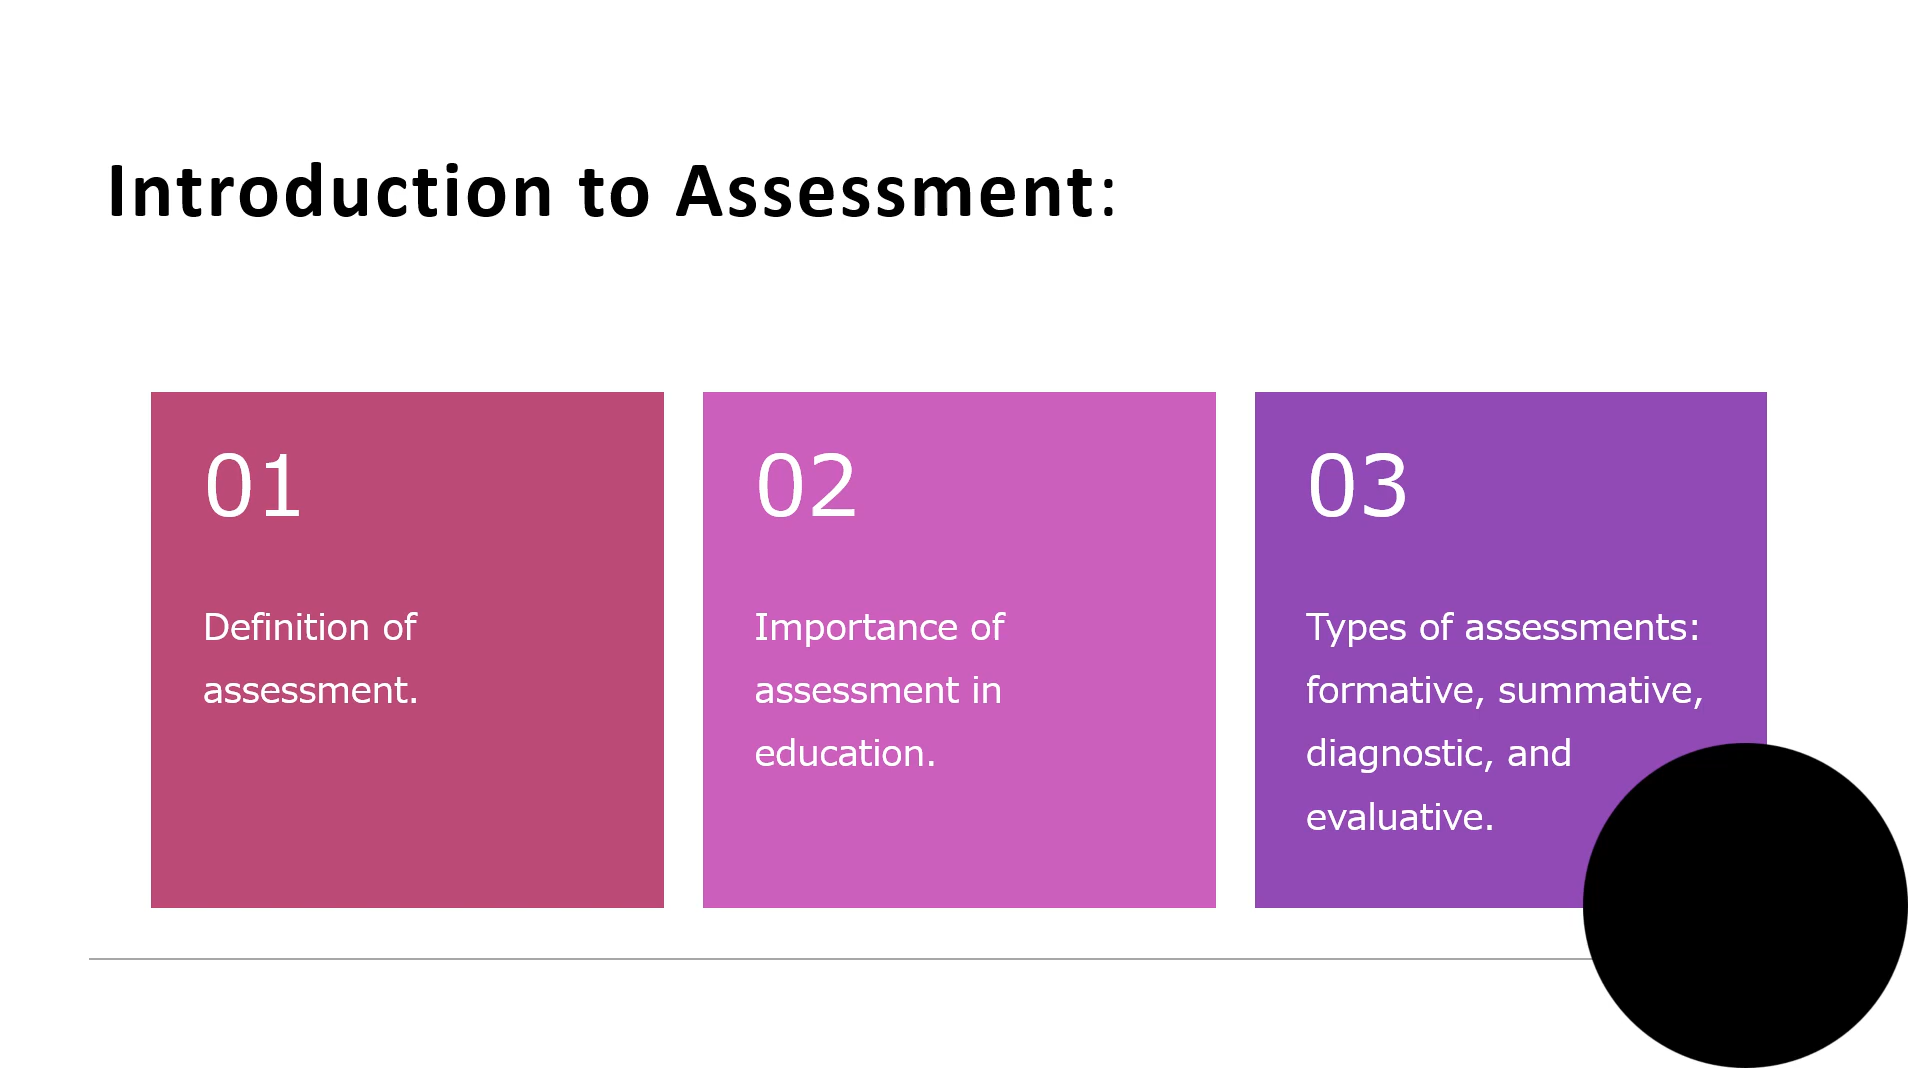 Introduction to Assessment:
01
Definition of
assessment.
02
Importance of
assessment in
education.
03
Types of assessments:
formative, summative,
diagnostic, and
evaluative.